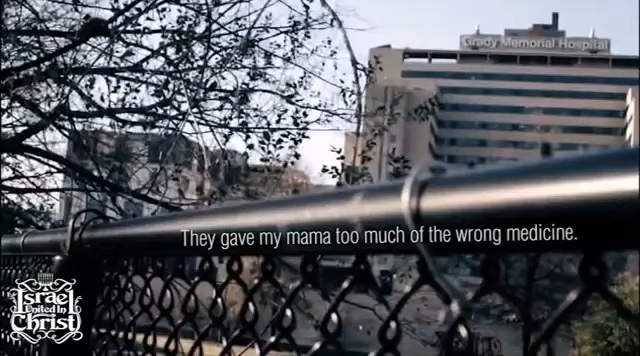 Grady Memorial Hospital
They gave my mama too much of the wrong medicine.
Israel
United In
Christ